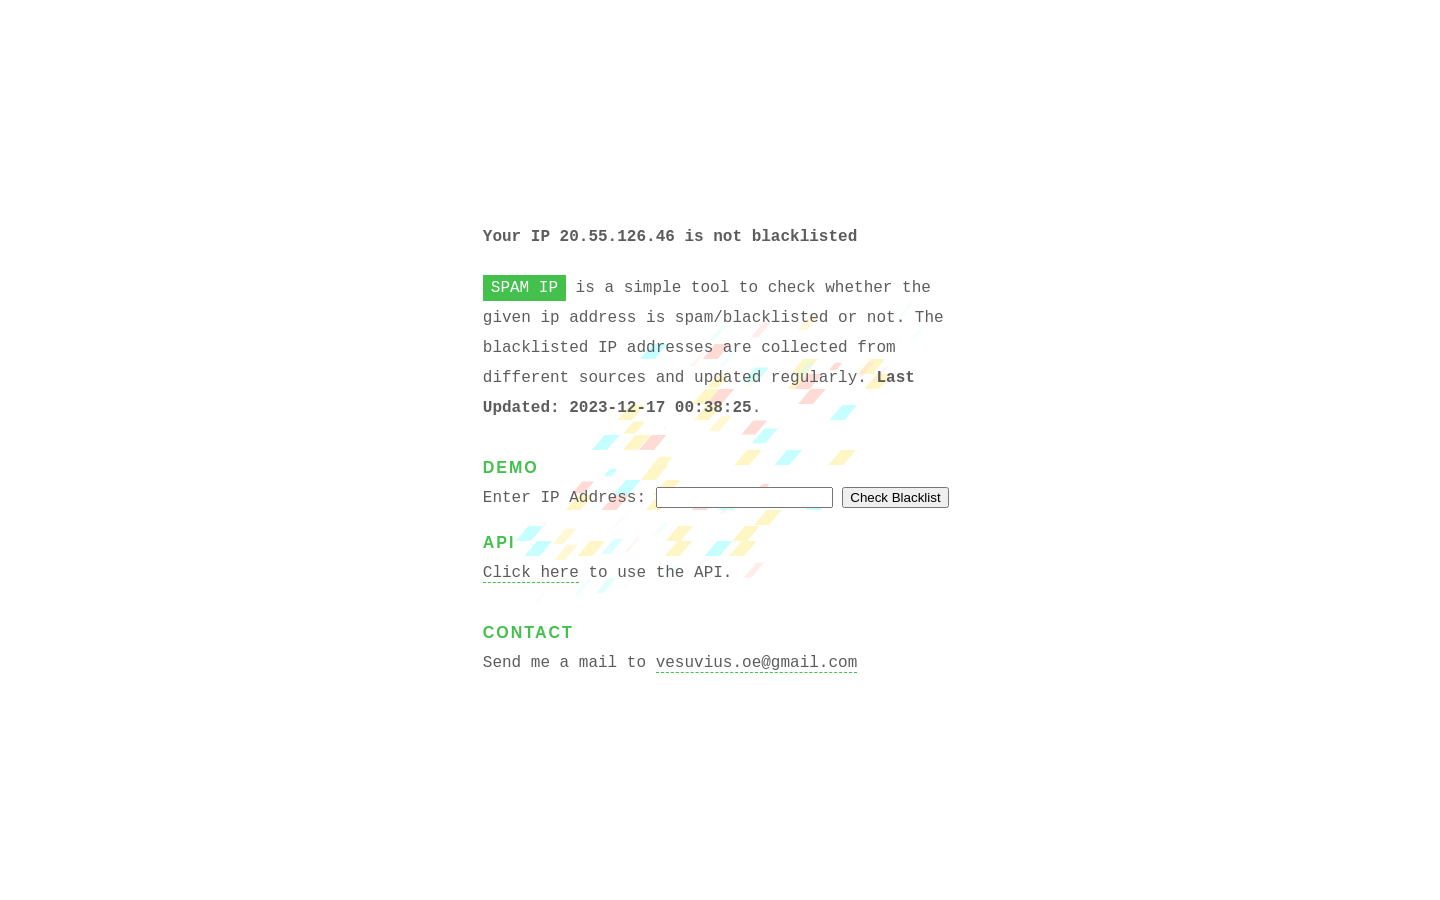 Your IP 20.55.126.46 is not blacklisted
SPAM IP is a simple tool to check whether the
given ip address is spam/blacklisted or not. The
blacklisted IP addresses are collected from
different sources and updated regularly. Last
Updated: 2023-12-17 00:38:25.
DEMO
Enter IP Address: Check Blacklist
API
Click here to use the API.
CONTACT
Send me a mail to vesuvius.oe@gmail.com